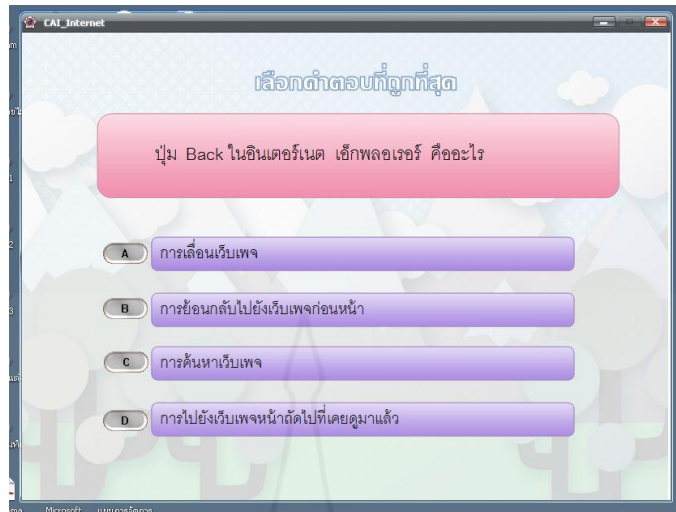 CAI_Internet
เลือกคำตอบที่ถูกที่สุด
ปุ่ม Back ในอินเตอร์เนต เอ็กพลอเรอร์ คืออะไร
A การเลื่อนเว็บเพจ
B การย้อนกลับไปยังเว็บเพจก่อนหน้า
C การค้นหาเว็บเพจ
D การไปยังเว็บเพจหน้าถัดไปที่เคยดูมาแล้ว
Microsoft